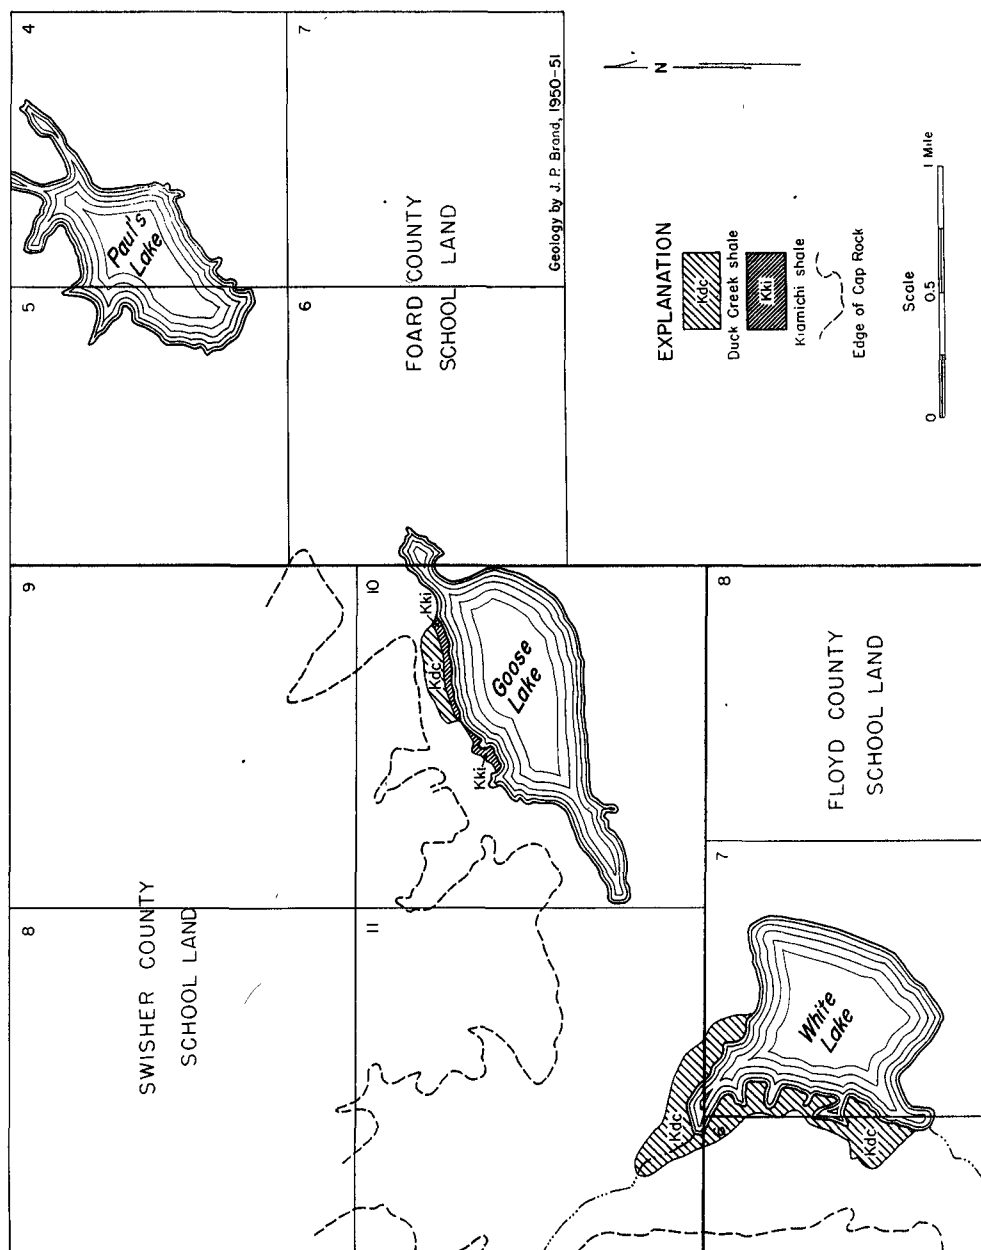 4
7
Paul's
Lake
5
6
FOARD COUNTY
SCHOOL LAND
Geology by J. P. Brand, 1950-51
N
EXPLANATION
Kdc
Duck Creek shale
Kki
Kiamichi shale
Edge of Cap Rock
Scale
0
0.5
1 Mile
9
10
Kki
Kdc
Kki
Goose
Lake
8
FLOYD COUNTY
SCHOOL LAND
8
11
SWISHER COUNTY
SCHOOL LAND
7
White
Lake
Kdc
Kdc